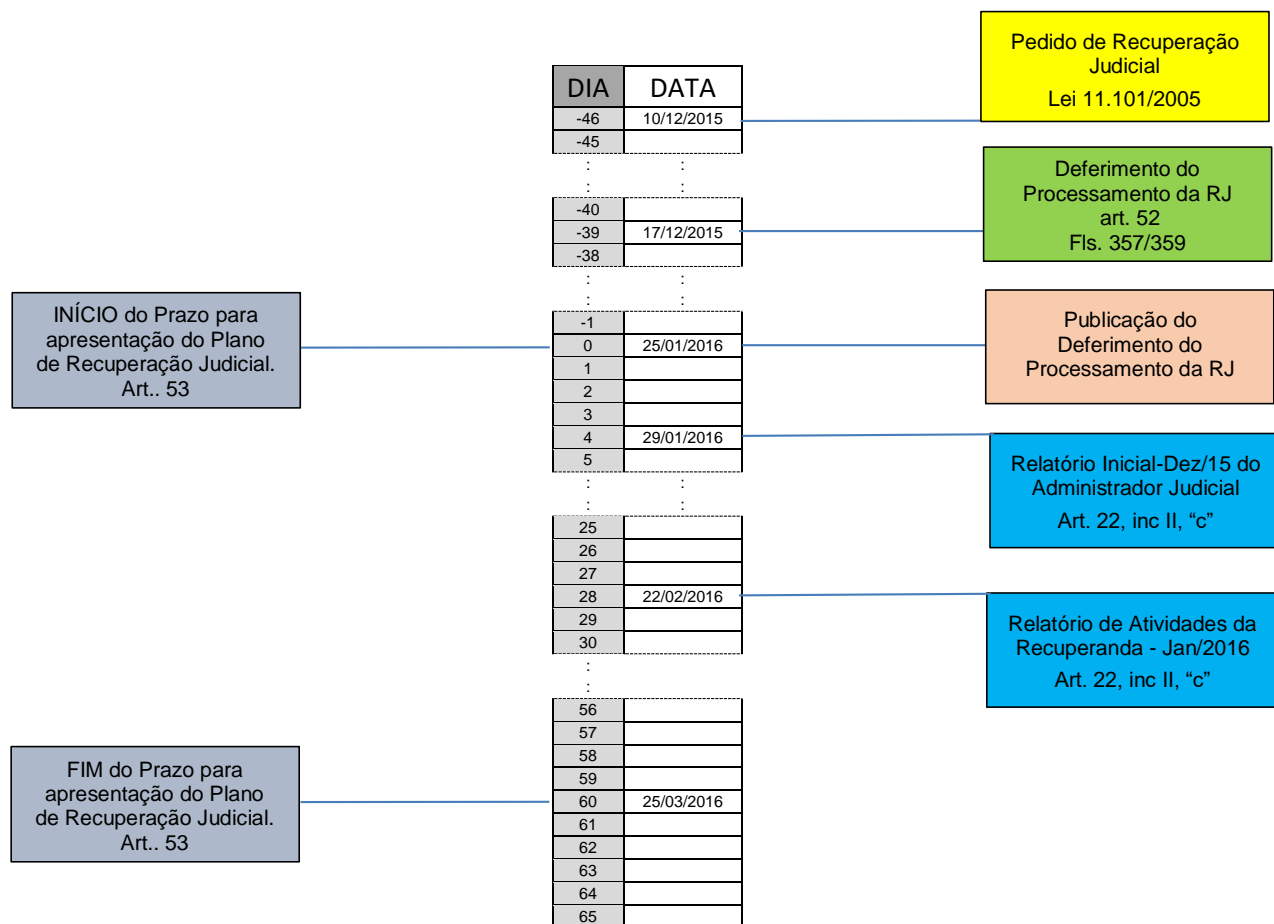 Pedido de Recuperação
Judicial
Lei 11.101/2005
DIA DATA
-46 10/12/2015
-45
: :
: :
-40
-39 17/12/2015
-38
: :
: :
-1
0 25/01/2016
1
2
3
4 29/01/2016
5
: :
: :
25
26
27
28 22/02/2016
29
30
:
:
56
57
58
59
60 25/03/2016
61
62
63
64
65
Deferimento do
Processamento da RJ
art. 52
Fls. 357/359
INÍCIO do Prazo para
apresentação do Plano
de Recuperação Judicial.
Art.. 53
Publicação do
Deferimento do
Processamento da RJ
Relatório Inicial-Dez/15 do
Administrador Judicial
Art. 22, inc II, “c”
Relatório de Atividades da
Recuperanda - Jan/2016
Art. 22, inc II, “c”
FIM do Prazo para
apresentação do Plano
de Recuperação Judicial.
Art.. 53